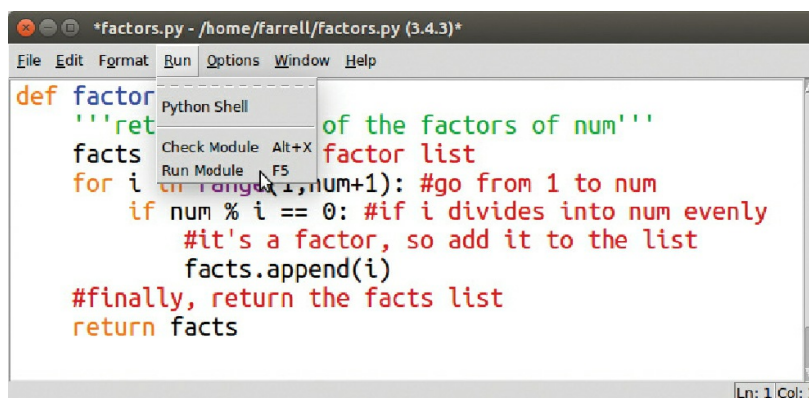 *factors.py - /home/farrell/factors.py (3.4.3)*
File Edit Format Run Options Window Help
def factor
'''ret of the factors of num'''
facts factor list
for i in range(1,num+1): #go from 1 to num
if num % i == 0: #if i divides into num evenly
#it's a factor, so add it to the list
facts.append(i)
#finally, return the facts list
return facts
Python Shell
Check Module Alt+X
Run Module F5
Ln: 1 Col: